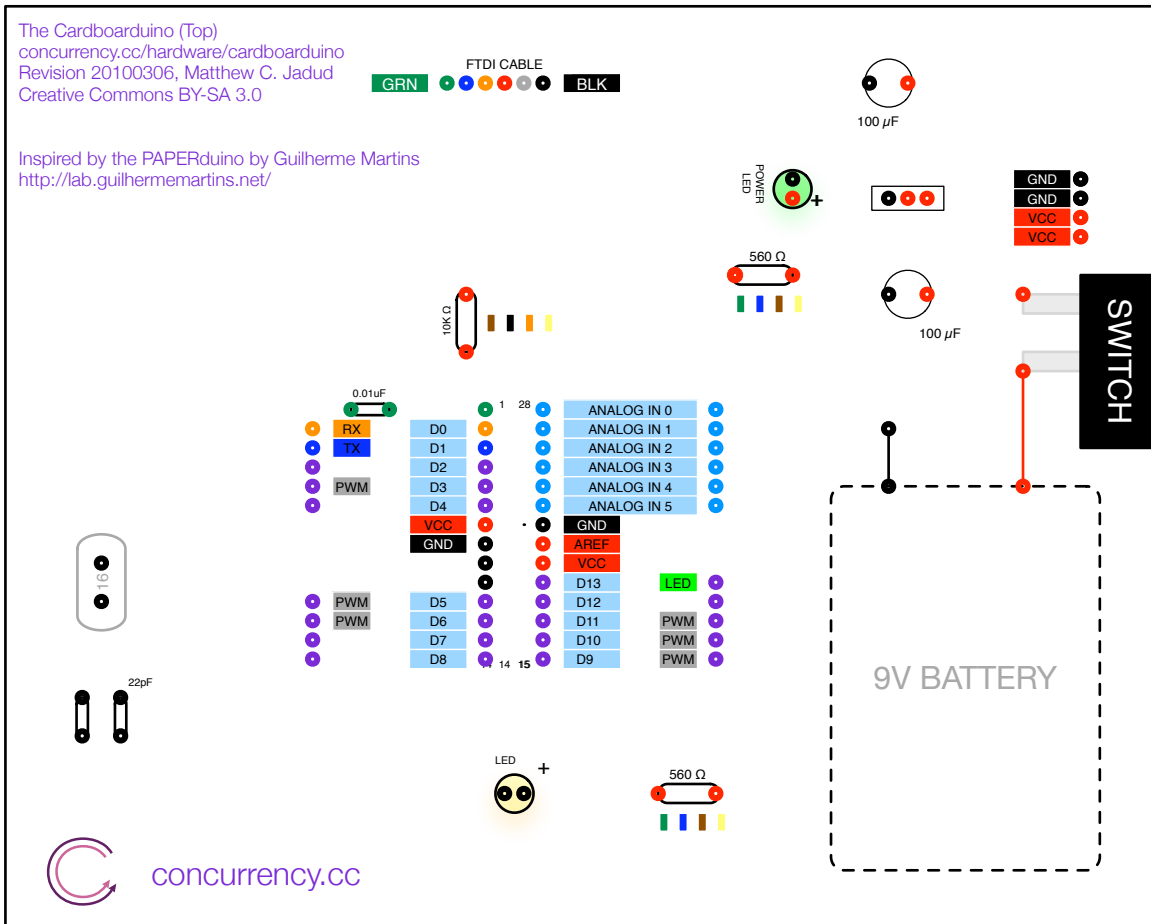 The Cardboarduino (Top)
concurrency.cc/hardware/cardboarduino
Revision 20100306, Matthew C. Jadud
Creative Commons BY-SA 3.0
FTDI CABLE
GRN BLK
100 µF
Inspired by the PAPERduino by Guilherme Martins
http://lab.guilhermemartins.net/
POWER
LED
+
GND
GND
VCC
VCC
560 Ω
10K Ω
100 µF
SWITCH
0.01uF
1 28 ANALOG IN 0
RX D0 ANALOG IN 1
TX D1 ANALOG IN 2
D2 ANALOG IN 3
PWM D3 ANALOG IN 4
D4 ANALOG IN 5
VCC GND
GND AREF
VCC
D13 LED
16
PWM D5 D12
PWM D6 D11 PWM
D7 D10 PWM
D8 14 15 D9 PWM
9V BATTERY
22pF
LED +
560 Ω
concurrency.cc